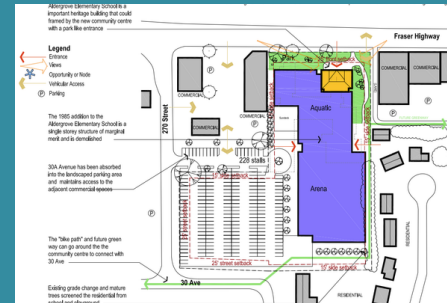 Aldergrove Elementary School is
important heritage building that could
framed by the new community centre
with a park like entrance
Fraser Highway
Legend
Entrance
Views
Opportunity or Node
Vehicular Access
Parking
Park
COMMERCIAL
COMMERCIAL
COMMERCIAL
COMMERCIAL
COMMERCIAL
Aquatic
270 Street
The 1985 addition to the
Aldergrove Elementary School is a
single storey structure of marginal
merit and is demolished
228 stalls
30A Avenue has been absorbed
into the landscaped parking area
and maintains access to the
adjacent commercial spaces
15' side setback
Arena
The "bike path" and future green
way can go around the the
community centre to connect with
30 Ave
25' street setback
15' side setback
RESIDENTIAL
RESIDENTIAL
30 Ave
Existing grade change and mature
trees screened the residential from